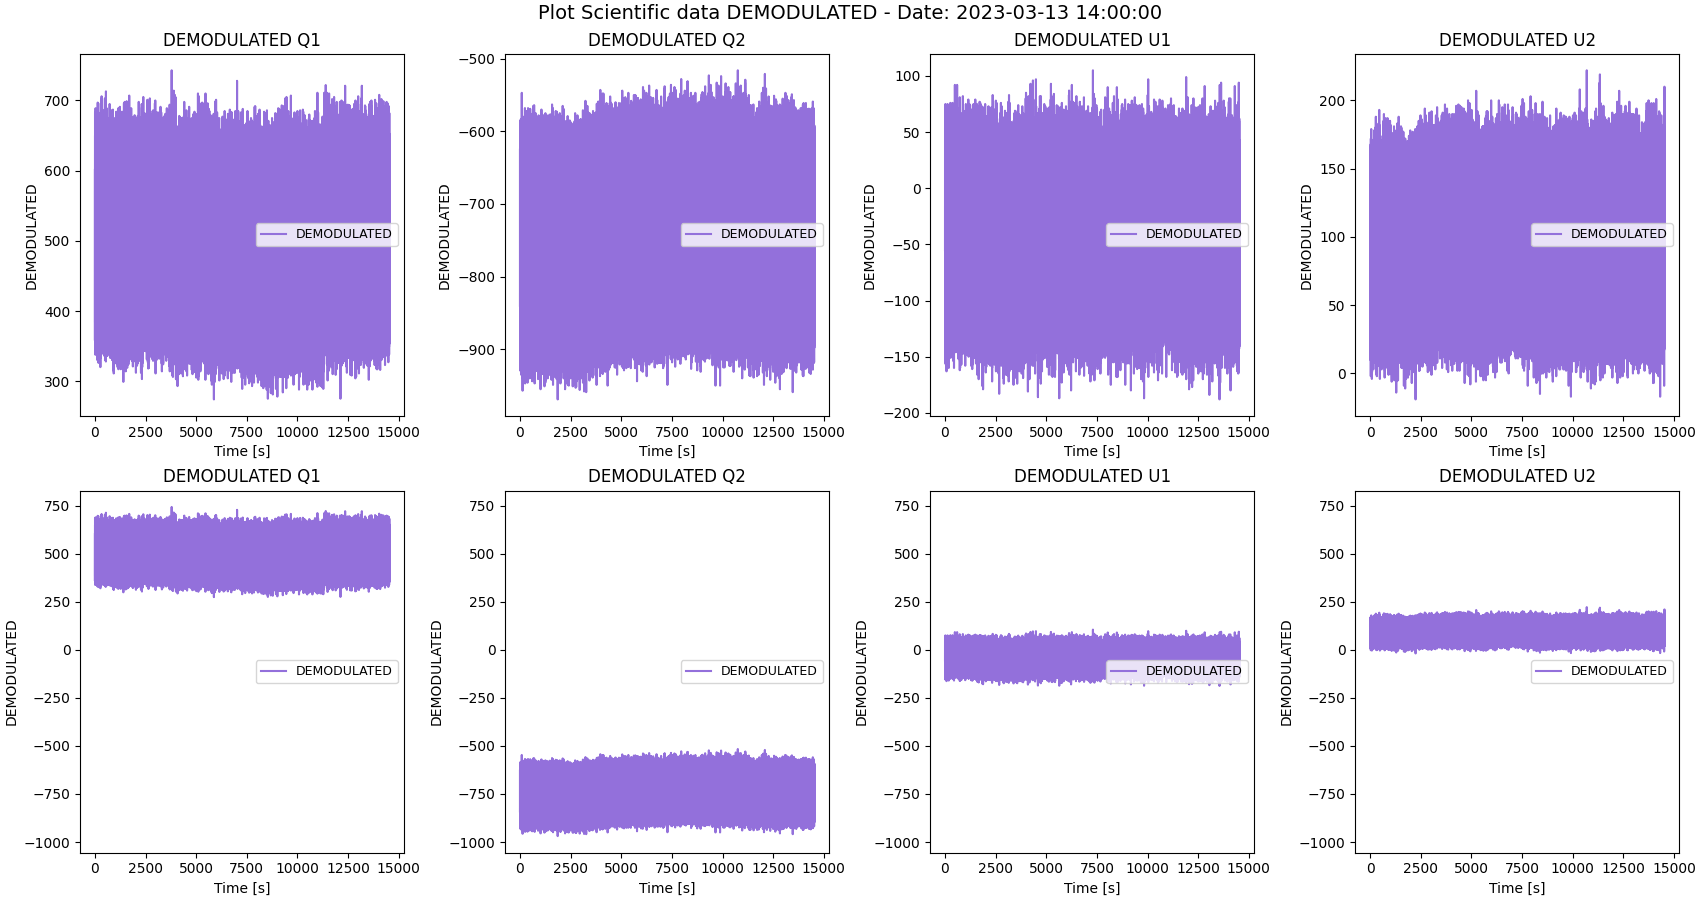 Plot Scientific data DEMODULATED - Date: 2023-03-13 14:00:00
DEMODULATED Q1
DEMODULATED Q2
DEMODULATED U1
DEMODULATED U2
DEMODULATED
700
600
500
400
300
DEMODULATED
0 2500 5000 7500 10000 12500 15000
Time [s]
DEMODULATED
−500
−600
−700
−800
−900
DEMODULATED
0 2500 5000 7500 10000 12500 15000
Time [s]
DEMODULATED
100
50
0
−50
−100
−150
−200
DEMODULATED
0 2500 5000 7500 10000 12500 15000
Time [s]
DEMODULATED
200
150
100
50
0
DEMODULATED
0 2500 5000 7500 10000 12500 15000
Time [s]
DEMODULATED Q1
DEMODULATED Q2
DEMODULATED U1
DEMODULATED U2
DEMODULATED
750
500
250
0
−250
−500
−750
−1000
DEMODULATED
0 2500 5000 7500 10000 12500 15000
Time [s]
DEMODULATED
750
500
250
0
−250
−500
−750
−1000
DEMODULATED
0 2500 5000 7500 10000 12500 15000
Time [s]
DEMODULATED
750
500
250
0
−250
−500
−750
−1000
DEMODULATED
0 2500 5000 7500 10000 12500 15000
Time [s]
DEMODULATED
750
500
250
0
−250
−500
−750
−1000
DEMODULATED
0 2500 5000 7500 10000 12500 15000
Time [s]